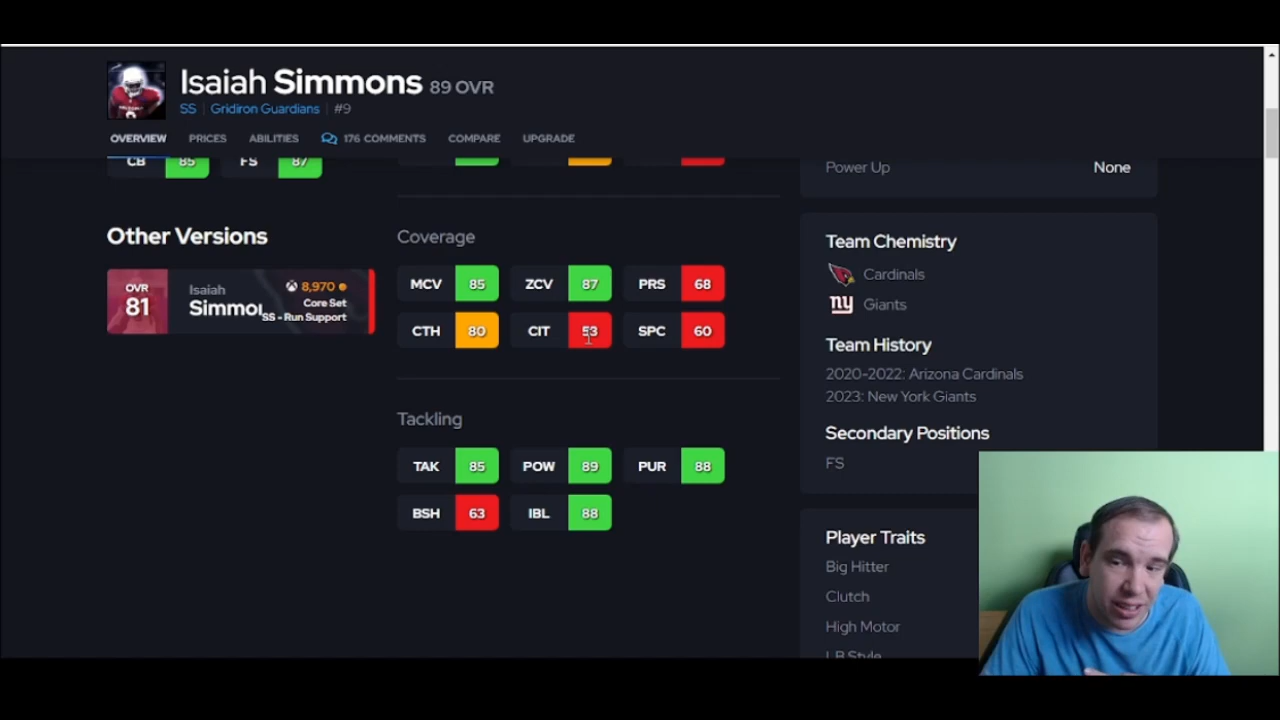 Isaiah Simmons 89 OVR
SS | Gridiron Guardians | #9
OVERVIEW PRICES ABILITIES 176 COMMENTS COMPARE UPGRADE
CB 85 FS 87
Power Up None
Other Versions
OVR
81
Isaiah
Simmo
8,970
Core Set
SS - Run Support
Coverage
MCV 85 ZCV 87 PRS 68
CTH 80 CIT 53 SPC 60
Tackling
TAK 85 POW 89 PUR 88
BSH 63 IBL 88
Team Chemistry
Cardinals
ny Giants
Team History
2020-2022: Arizona Cardinals
2023: New York Giants
Secondary Positions
FS
Player Traits
Big Hitter
Clutch
High Motor
LB Style